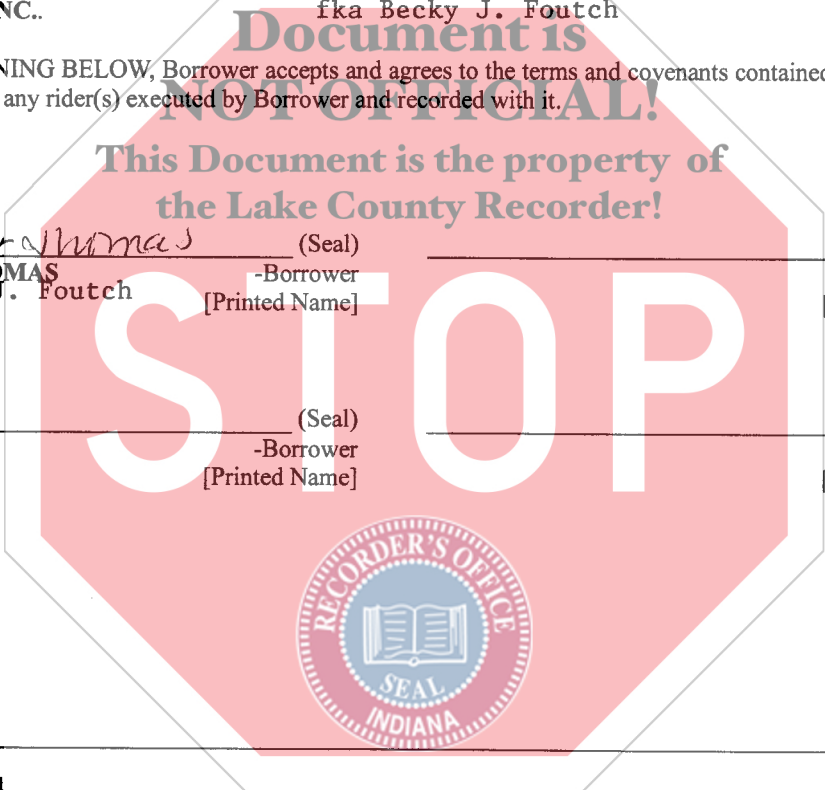 NC..
fka Becky J. Foutch
Document is
NING BELOW, Borrower accepts and agrees to the terms and covenants contained
any rider(s) executed by Borrower and recorded with it.
NOT OFFICIAL!
This Document is the property of
the Lake County Recorder!
Thomas (Seal)
OMAS -Borrower
J. Foutch [Printed Name]
STOP
(Seal)
-Borrower
[Printed Name]
RECORDER'S OFFICE
SEAL
INDIANA